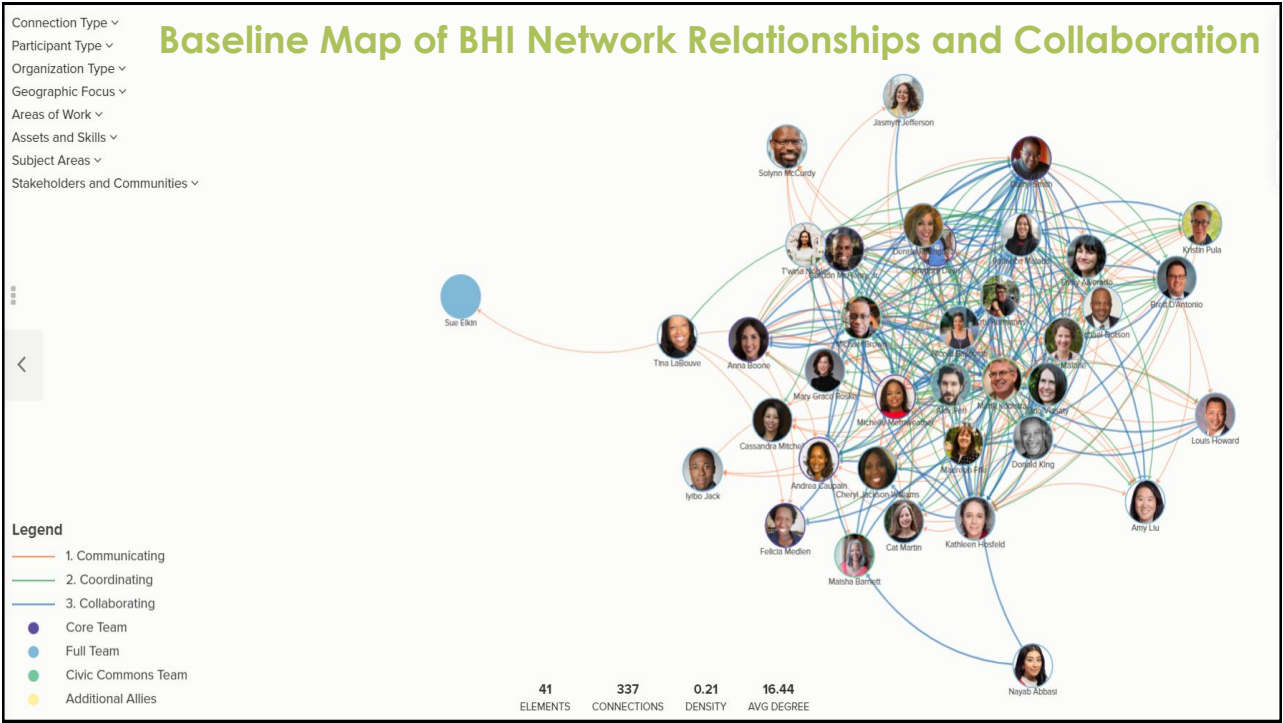 Baseline Map of BHI Network Relationships and Collaboration
Connection Type
Participant Type
Organization Type
Geographic Focus
Areas of Work
Assets and Skills
Subject Areas
Stakeholders and Communities
Jasmyn Jefferson
Solynn McCurdy
Kristin Pula
Sue Elkin
Tina LaBouve
Anna Boone
Brett D'Antonio
Mary Grace Roske
Cassandra Mitchell
Louis Howard
Iyibo Jack
Andrea Caupain
Cheryl Jackson-Williams
Donald King
Felicia Medlen
Cat Martin
Kathleen Hosfeld
Amy Liu
Maisha Barnett
Nayab Abbasi
Legend
1. Communicating
2. Coordinating
3. Collaborating
Core Team
Full Team
Civic Commons Team
Additional Allies
41
ELEMENTS
337
CONNECTIONS
0.21
DENSITY
16.44
AVG DEGREE